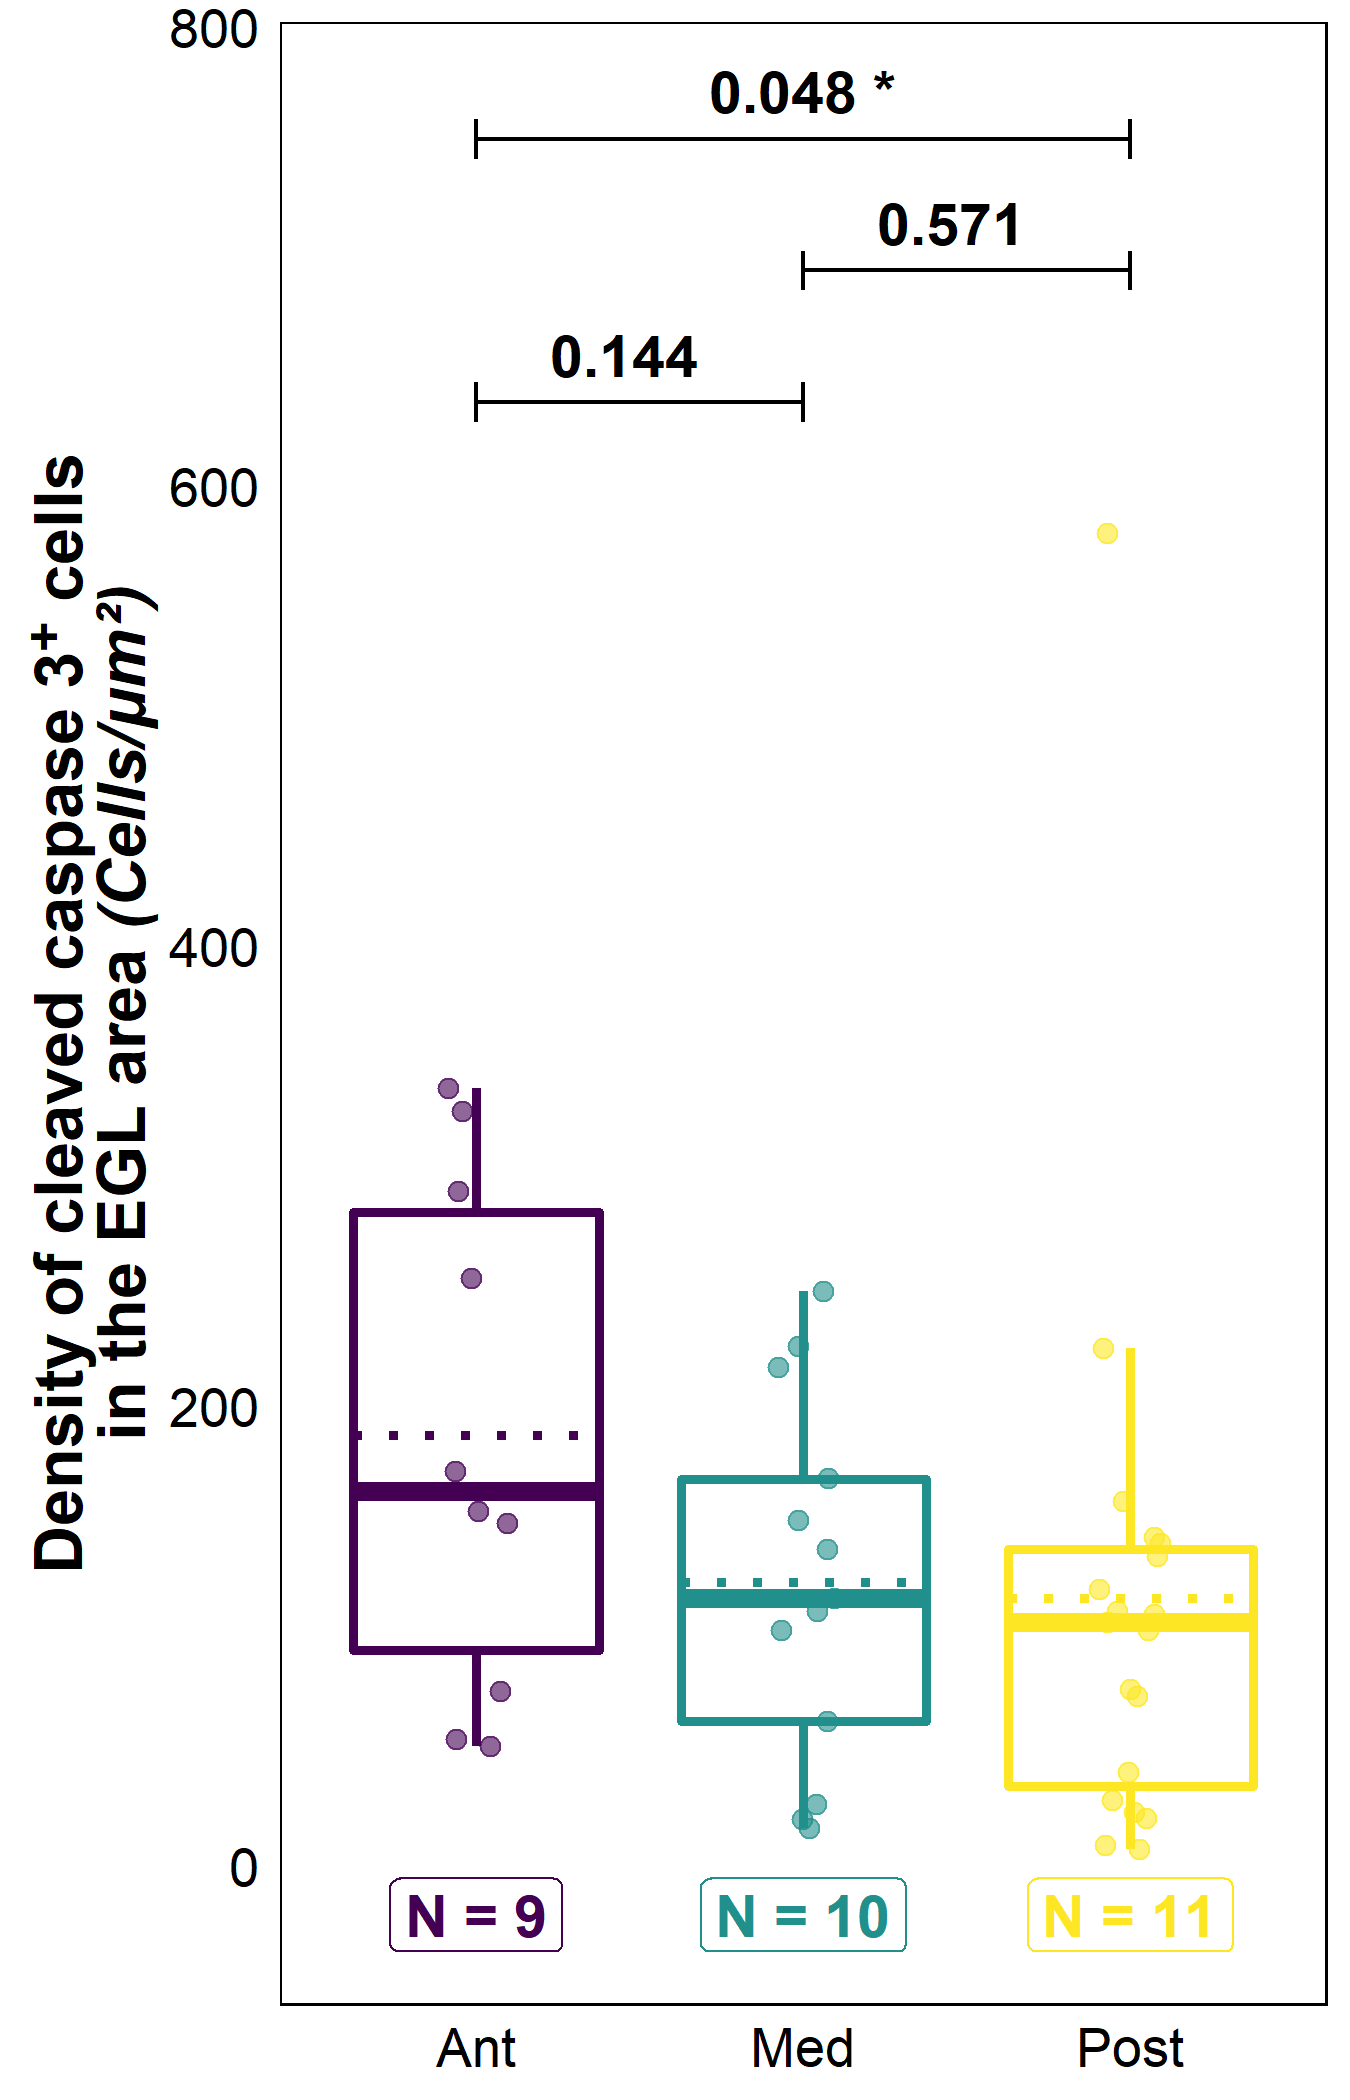 800
0.048 *
0.571
0.144
600
400
200
0
Density of cleaved caspase 3⁺ cells
in the EGL area (Cells/µm²)
N = 9
N = 10
N = 11
Ant
Med
Post